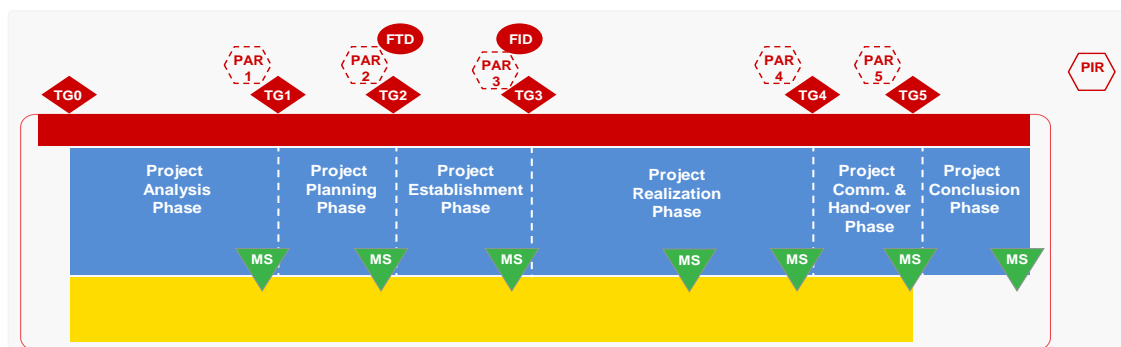 FTD
FID
PAR
1
PAR
2
PAR
3
PAR
4
PAR
5
PIR
TG0
TG1
TG2
TG3
TG4
TG5
Project
Analysis
Phase
Project
Planning
Phase
Project
Establishment
Phase
Project
Realization
Phase
Project
Comm. &
Hand-over
Phase
Project
Conclusion
Phase
MS
MS
MS
MS
MS
MS
MS